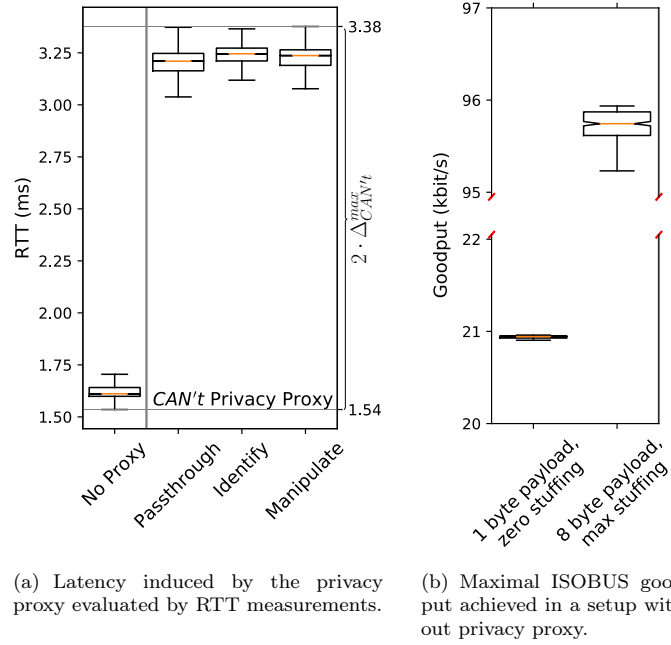 3.25
3.00
2.75
2.50
2.25
2.00
1.75
1.50
RTT (ms)
3.38
2 · Δ^{max}_{CAN't}
1.54
CAN't Privacy Proxy
No Proxy
Passthrough
Identify
Manipulate
97
96
95
22
21
20
Goodput (kbit/s)
1 byte payload,
zero stuffing
8 byte payload,
max stuffing
(a) Latency induced by the privacy
proxy evaluated by RTT measurements.
(b) Maximal ISOBUS goo
put achieved in a setup wit
out privacy proxy.